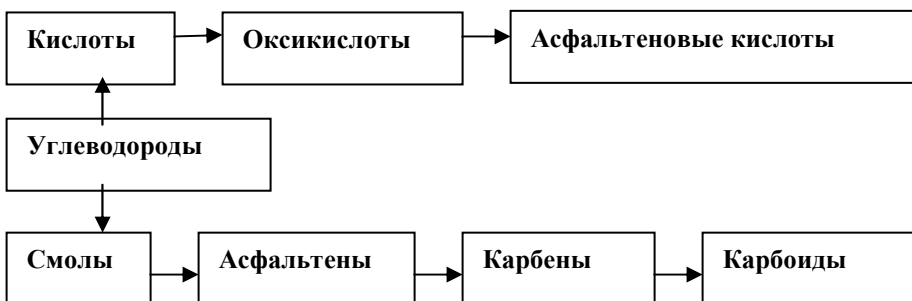 Кислоты
Оксикислоты
Асфальтеновые кислоты
Углеводороды
Смолы
Асфальтены
Карбены
Карбоиды